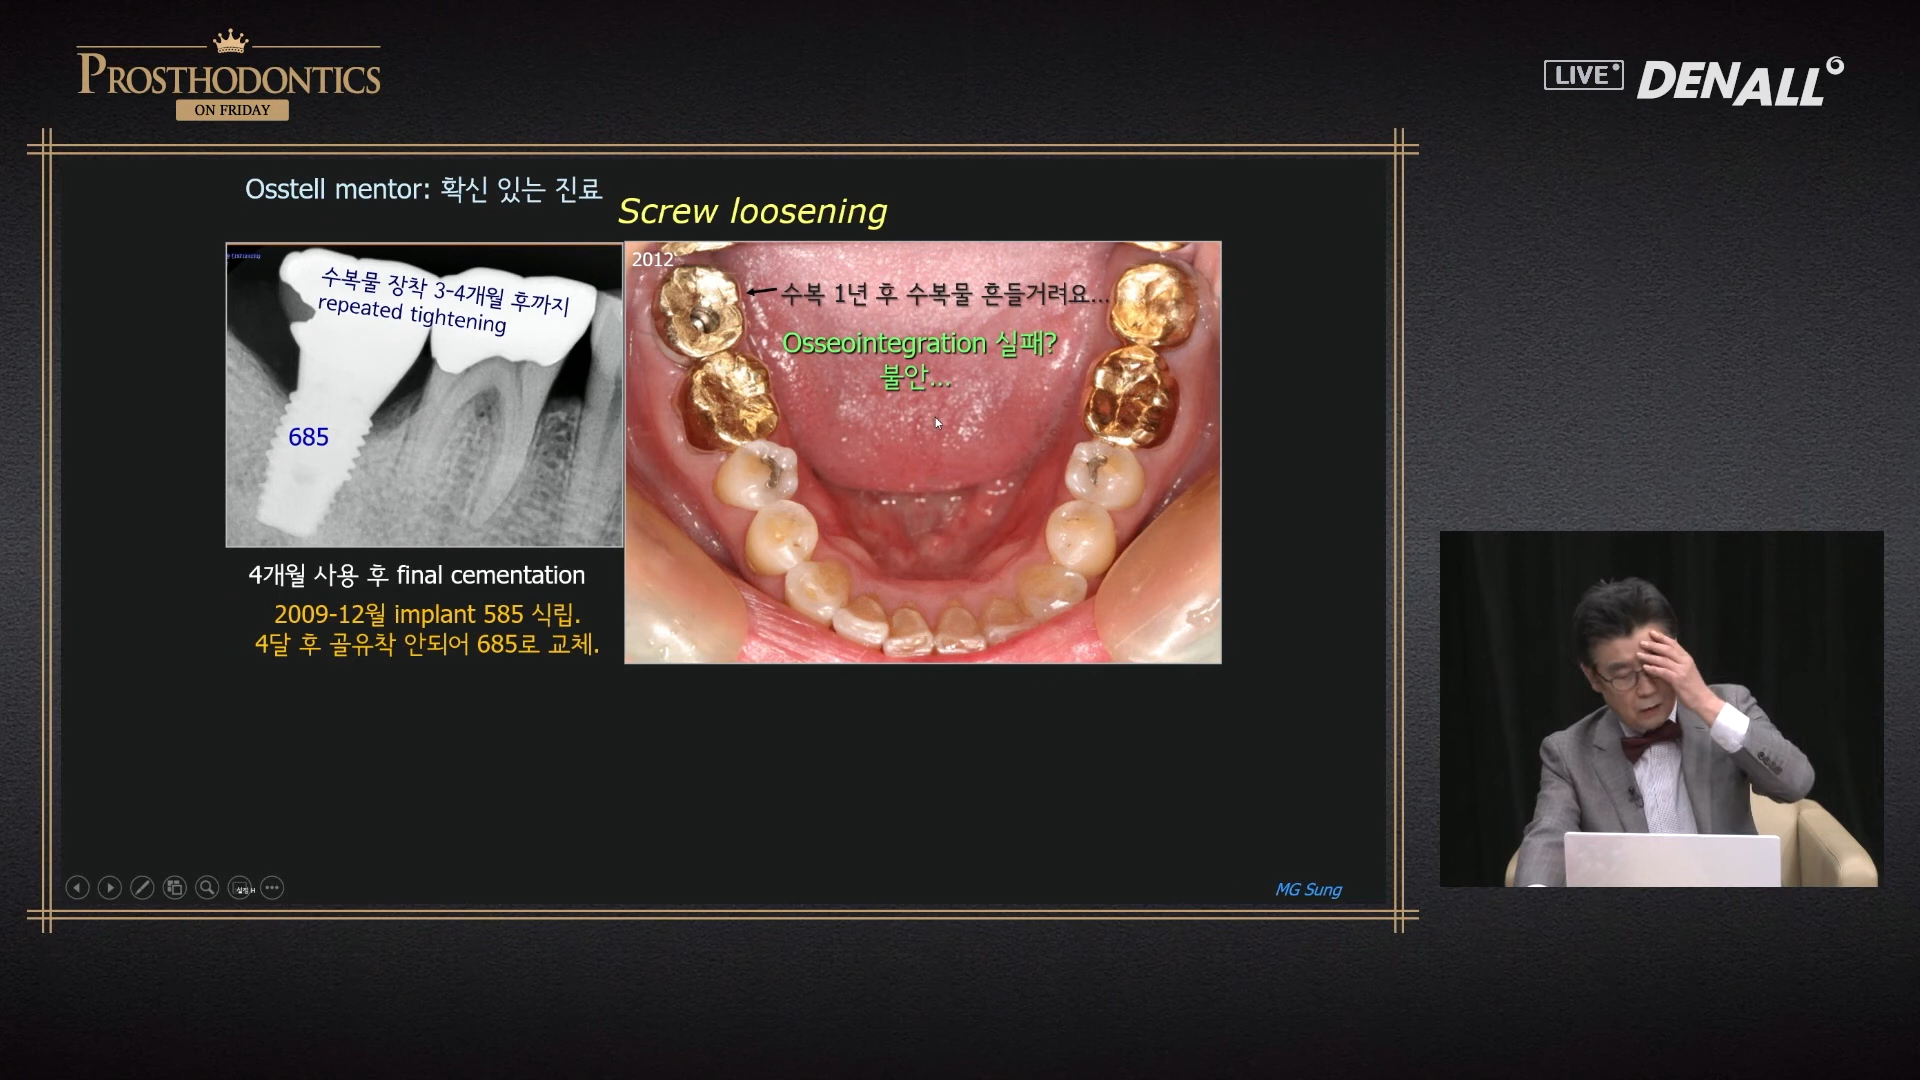 PROSTHODONTICS
ON FRIDAY
LIVE
DENALL
Osstell mentor: 확신 있는 진료
Screw loosening
수복물 장착 3-4개월 후까지
repeated tightening
685
2012
수복 1년 후 수복물 흔들거려요...
Osseointegration 실패?
불안...
4개월 사용 후 final cementation
2009-12월 implant 585 식립.
4달 후 골유착 안되어 685로 교체.
MG Sung